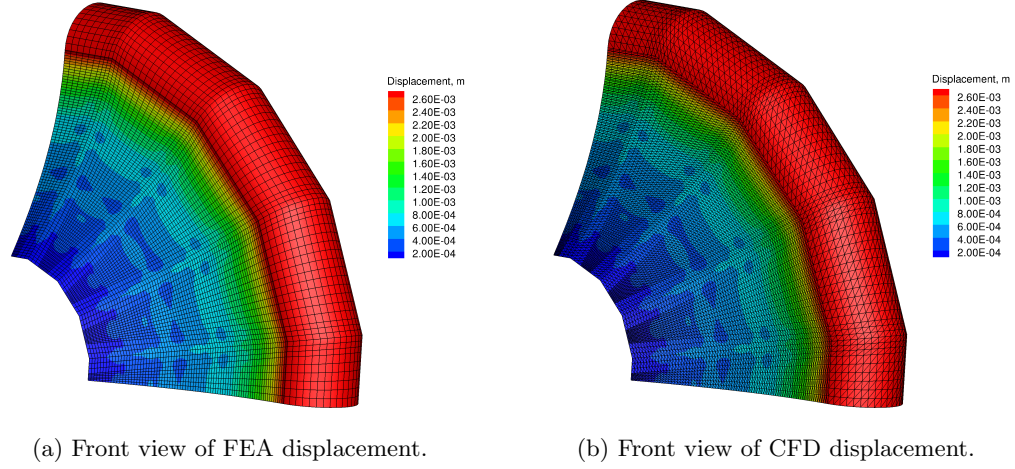 Displacement, m
2.60E-03
2.40E-03
2.20E-03
2.00E-03
1.80E-03
1.60E-03
1.40E-03
1.20E-03
1.00E-03
8.00E-04
6.00E-04
4.00E-04
2.00E-04
Displacement, m
2.60E-03
2.40E-03
2.20E-03
2.00E-03
1.80E-03
1.60E-03
1.40E-03
1.20E-03
1.00E-03
8.00E-04
6.00E-04
4.00E-04
2.00E-04
(a) Front view of FEA displacement.
(b) Front view of CFD displacement.